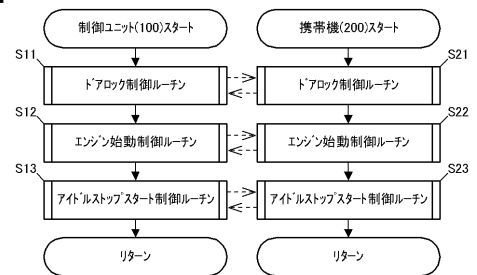 制御ユニット(100)スタート 携帯機(200)スタート
S11 S21
ドアロック制御ルーチン ドアロック制御ルーチン
S12 S22
エンジン始動制御ルーチン エンジン始動制御ルーチン
S13 S23
アイドルストップスタート制御ルーチン アイドルストップスタート制御ルーチン
リターン リターン